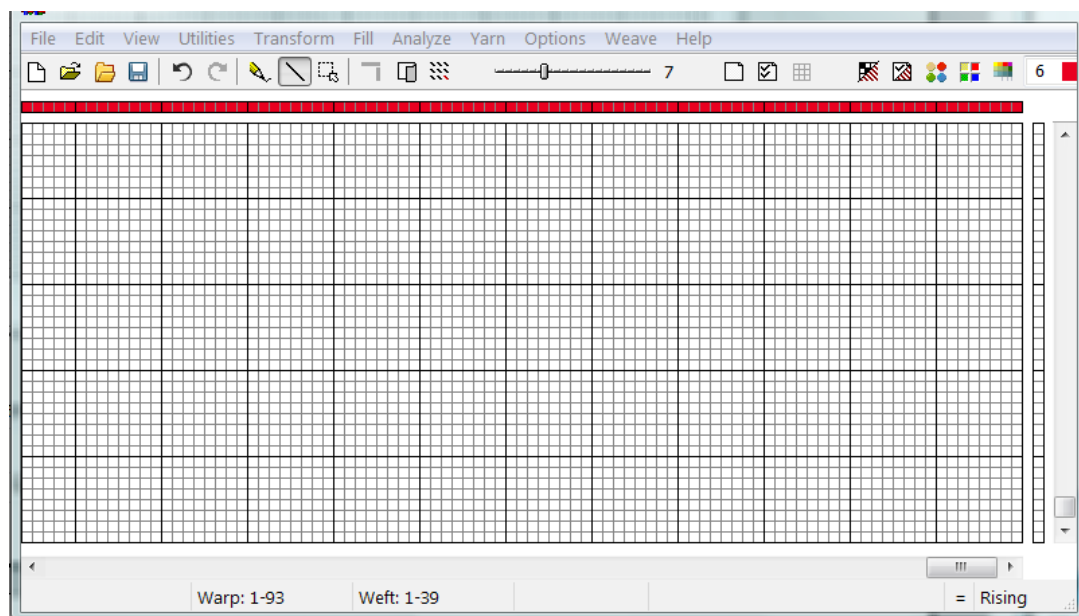 File Edit View Utilities Transform Fill Analyze Yarn Options Weave Help
7 6
Warp: 1-93 Weft: 1-39 = Rising